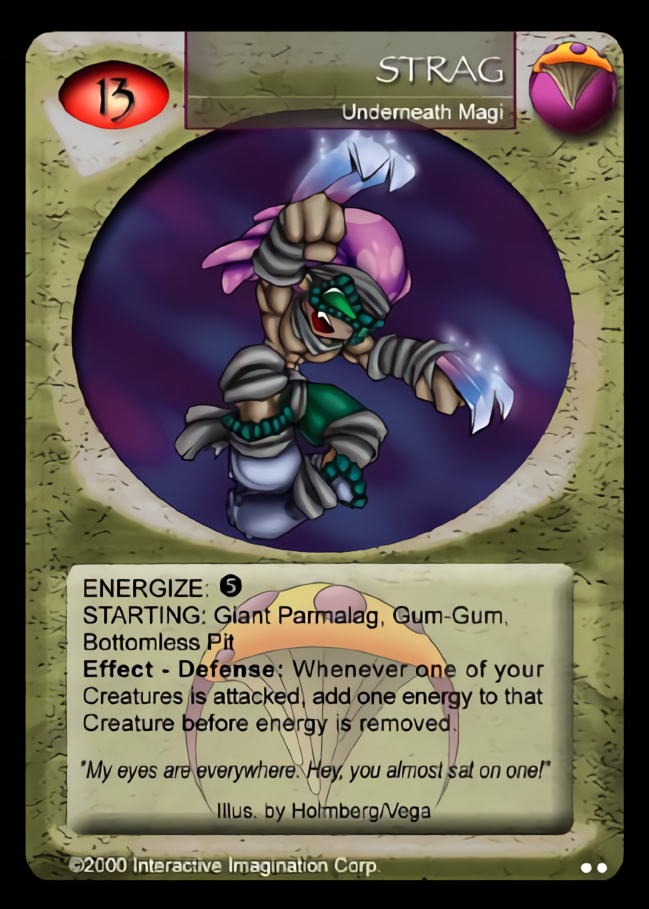 13
STRAG
Underneath Magi
ENERGIZE: 5
STARTING: Giant Parmalag, Gum-Gum,
Bottomless Pit
Effect - Defense: Whenever one of your
Creatures is attacked, add one energy to that
Creature before energy is removed.
"My eyes are everywhere. Hey, you almost sat on one!"
Illus. by Holmberg/Vega
©2000 Interactive Imagination Corp.